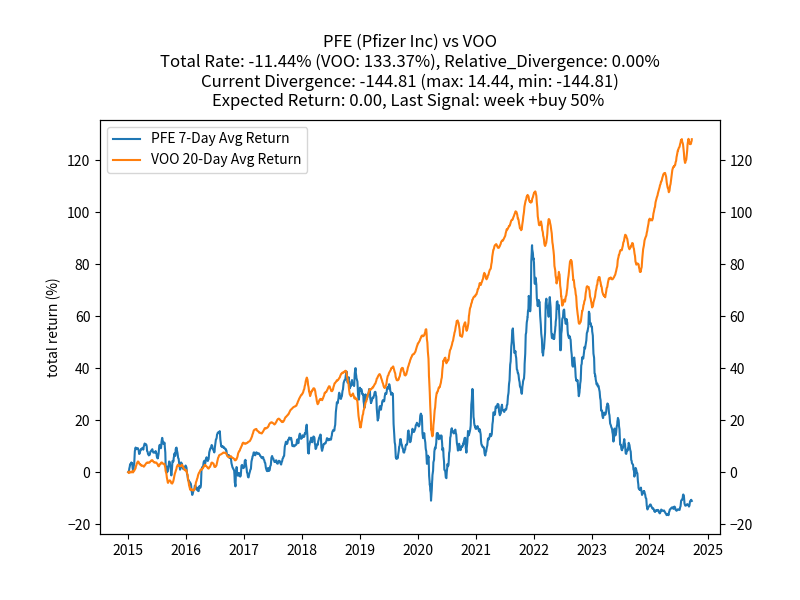 PFE (Pfizer Inc) vs VOO
Total Rate: -11.44% (VOO: 133.37%), Relative_Divergence: 0.00%
Current Divergence: -144.81 (max: 14.44, min: -144.81)
Expected Return: 0.00, Last Signal: week +buy 50%
PFE 7-Day Avg Return
VOO 20-Day Avg Return
total return (%)
120 120
100 100
80 80
60 60
40 40
20 20
0 0
−20 −20
2015 2016 2017 2018 2019 2020 2021 2022 2023 2024 2025